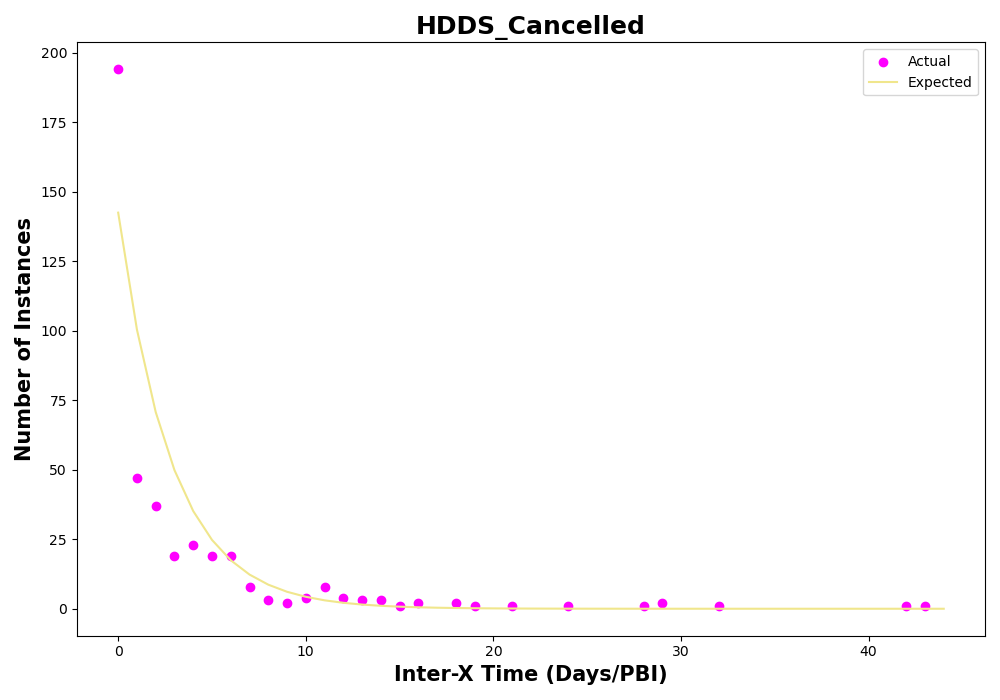 HDDS_Cancelled
Actual
Expected
Number of Instances
200
175
150
125
100
75
50
25
0
0 10 20 30 40
Inter-X Time (Days/PBI)